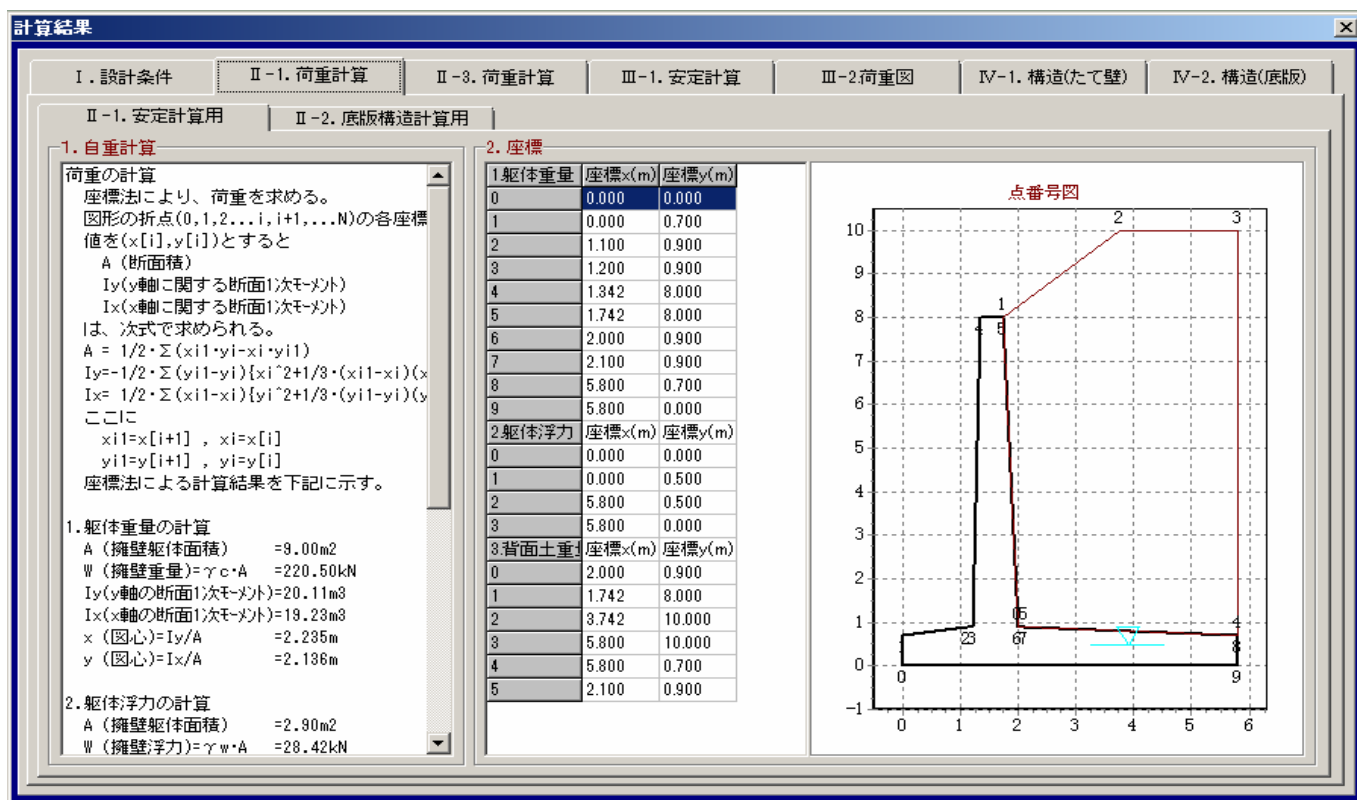 計算結果
Ⅰ.設計条件 Ⅱ-1.荷重計算 Ⅱ-3.荷重計算 Ⅲ-1.安定計算 Ⅲ-2荷重図 Ⅳ-1.構造(たて壁) Ⅳ-2.構造(底版)
Ⅱ-1.安定計算用 Ⅱ-2.底版構造計算用
1.自重計算
荷重の計算
座標法により、荷重を求める。
図形の折点(0,1,2...i,i+1,...N)の各座標
値を(x[i],y[i])とすると
A (断面積)
Iy(y軸に関する断面1次モーメント)
Ix(x軸に関する断面1次モーメント)
は、次式で求められる。
A = 1/2・Σ(xi1・yi-xi・yi1)
Iy=-1/2・Σ(yi1-yi){xi^2+1/3・(xi1-xi)(x
Ix= 1/2・Σ(xi1-xi){yi^2+1/3・(yi1-yi)(y
ここに
xi1=x[i+1] , xi=x[i]
yi1=y[i+1] , yi=y[i]
座標法による計算結果を下記に示す。
1.躯体重量の計算
A (擁壁躯体面積) =9.00m2
W (擁壁重量)=γc・A =220.50kN
Iy(y軸の断面1次モーメント)=20.11m3
Ix(x軸の断面1次モーメント)=19.23m3
x (図心)=Iy/A =2.235m
y (図心)=Ix/A =2.136m
2.躯体浮力の計算
A (擁壁躯体面積) =2.90m2
W (擁壁浮力)=γw・A =28.42kN
2.座標
1.躯体重量 座標x(m) 座標y(m)
0 0.000 0.000
1 0.000 0.700
2 1.100 0.900
3 1.200 0.900
4 1.342 8.000
5 1.742 8.000
6 2.000 0.900
7 2.100 0.900
8 5.800 0.700
9 5.800 0.000
2.躯体浮力 座標x(m) 座標y(m)
0 0.000 0.000
1 0.000 0.500
2 5.800 0.500
3 5.800 0.000
3.背面土重 座標x(m) 座標y(m)
0 2.000 0.900
1 1.742 8.000
2 3.742 10.000
3 5.800 10.000
4 5.800 0.700
5 2.100 0.900
点番号図
2 3
10
9
1
8
4 5
7
6
5
4
3
2
05
1
4
23 67 8
0
0 9
-1
0 1 2 3 4 5 6